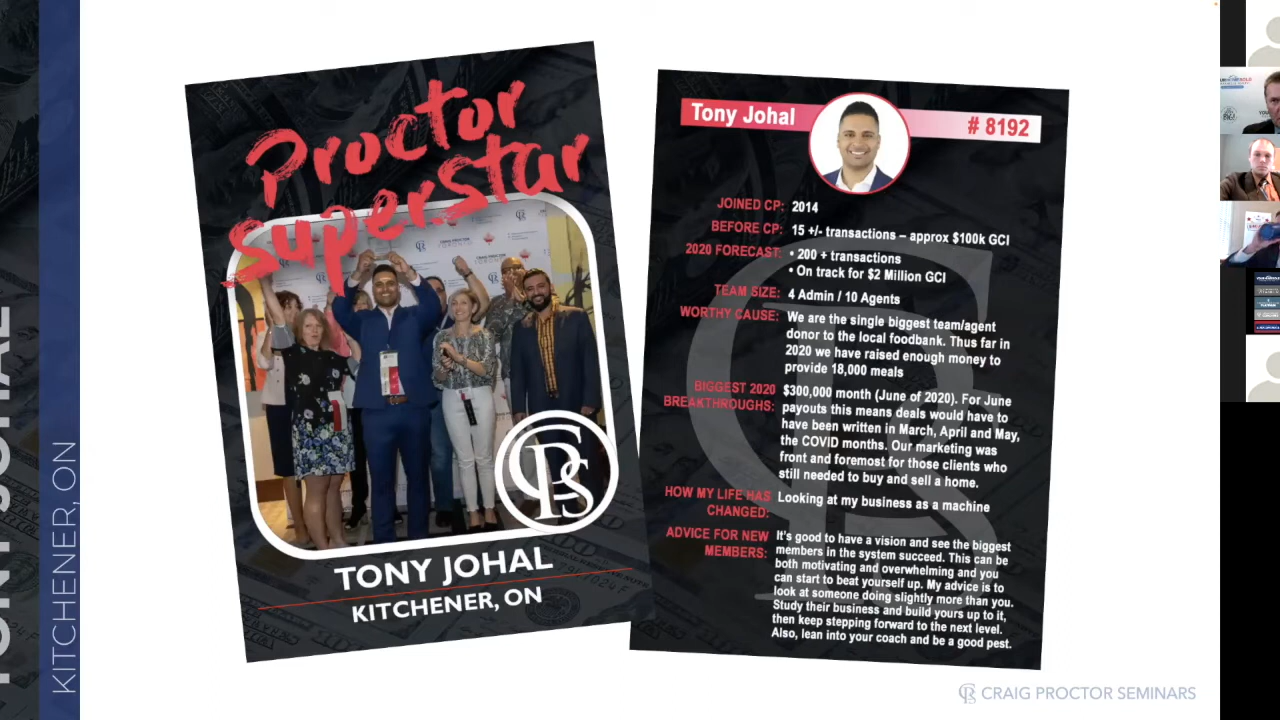 TONY JOHAL
KITCHENER, ON
Proctor
superstar
TONY JOHAL
KITCHENER, ON
Tony Johal
# 8192
JOINED CP: 2014
BEFORE CP: 15 +/- transactions – approx $100k GCI
2020 FORECAST: • 200 + transactions
• On track for $2 Million GCI
TEAM SIZE: 4 Admin / 10 Agents
WORTHY CAUSE: We are the single biggest team/agent
donor to the local foodbank. Thus far in
2020 we have raised enough money to
provide 18,000 meals
BIGGEST 2020 $300,000 month (June of 2020). For June
BREAKTHROUGHS: payouts this means deals would have to
have been written in March, April and May,
the COVID months. Our marketing was
front and foremost for those clients who
still needed to buy and sell a home.
HOW MY LIFE HAS Looking at my business as a machine
CHANGED:
ADVICE FOR NEW It's good to have a vision and see the biggest
MEMBERS: members in the system succeed. This can be
both motivating and overwhelming and you
can start to beat yourself up. My advice is to
look at someone doing slightly more than you.
Study their business and build yours up to it,
then keep stepping forward to the next level.
Also, lean into your coach and be a good pest.
CRAIG PROCTOR SEMINARS